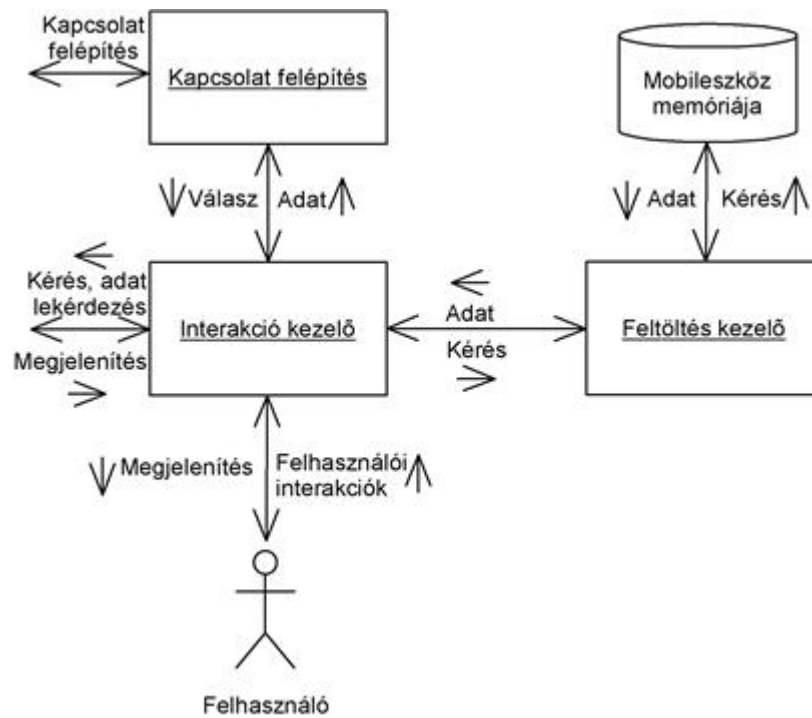 Kapcsolat
felépítés
Kapcsolat felépítés
Mobileszköz
memóriája
Válasz
Adat
Adat
Kérés
Kérés, adat
lekérdezés
Megjelenítés
Interakció kezelő
Adat
Kérés
Feltöltés kezelő
Megjelenítés
Felhasználói
interakciók
Felhasználó